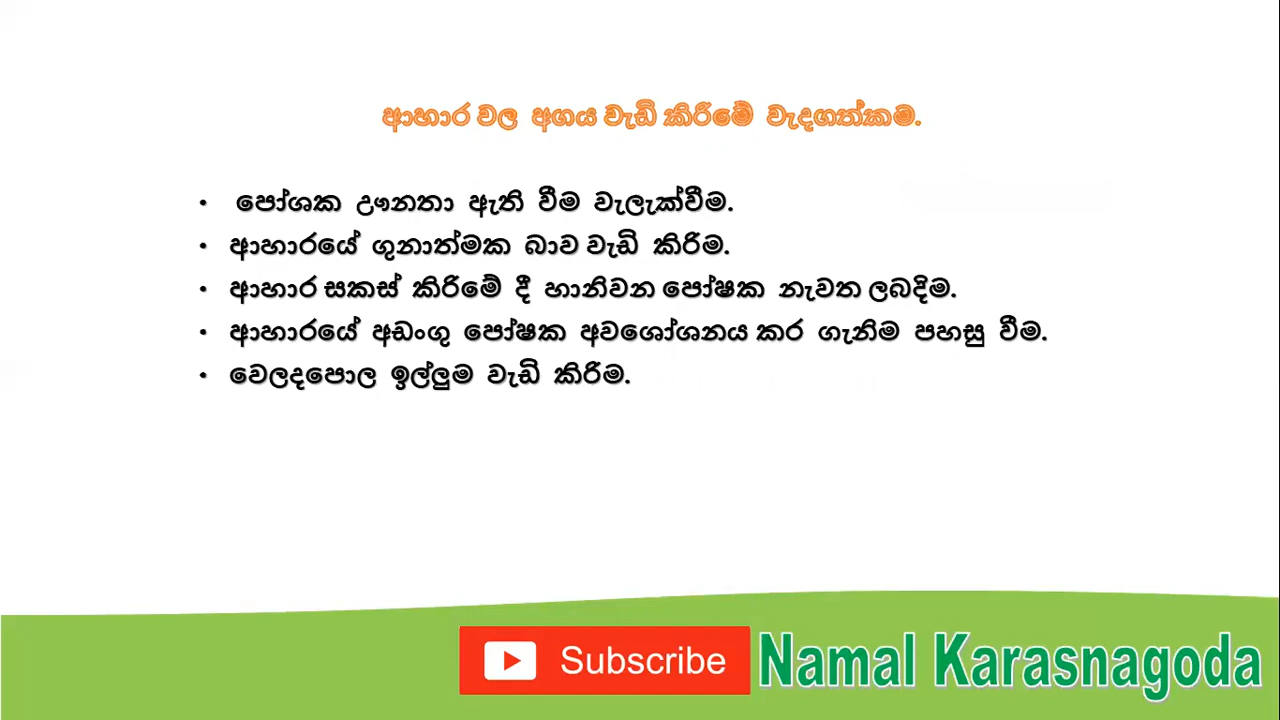 ආහාර වල අගය වැඩි කිරිමේ වැදගත්කම.
• පෝශක ඌනතා ඇති වීම වැලැක්වීම.
• ආහාරයේ ගුනාත්මක බාව වැඩි කිරිම.
• ආහාර සකස් කිරිමේ දී හානිවන පෝෂක නැවත ලබදිම.
• ආහාරයේ අඩංගු පෝෂක අවශෝශනය කර ගැනිම පහසු වීම.
• වෙලදපොල ඉල්ලුම වැඩි කිරිම.
Subscribe Namal Karasnagoda